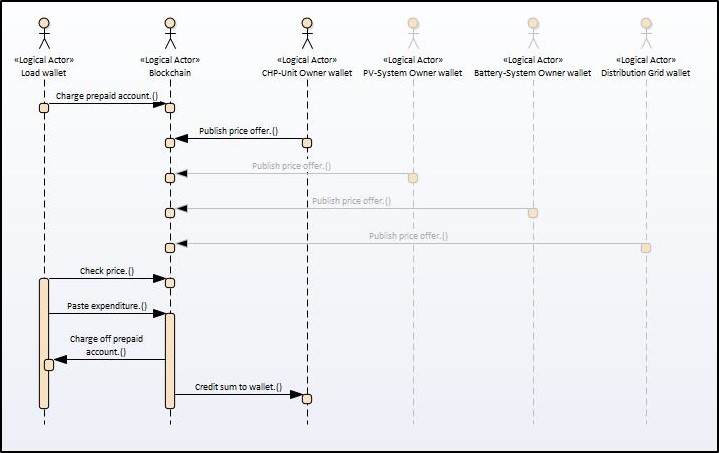 «Logical Actor» «Logical Actor» «Logical Actor» «Logical Actor» «Logical Actor» «Logical Actor»
Load wallet Blockchain CHP-Unit Owner wallet PV-System Owner wallet Battery-System Owner wallet Distribution Grid wallet
Charge prepaid account.()
Publish price offer.()
Publish price offer.()
Publish price offer.()
Publish price offer.()
Check price.()
Paste expenditure.()
Charge off prepaid
account.()
Credit sum to wallet.()